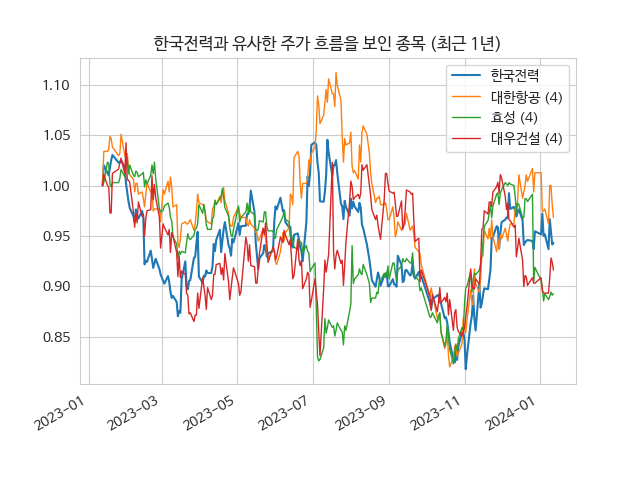 한국전력과 유사한 주가 흐름을 보인 종목 (최근 1년)
한국전력
대한항공 (4)
효성 (4)
대우건설 (4)
1.10
1.05
1.00
0.95
0.90
0.85
2023-01
2023-03
2023-05
2023-07
2023-09
2023-11
2024-01